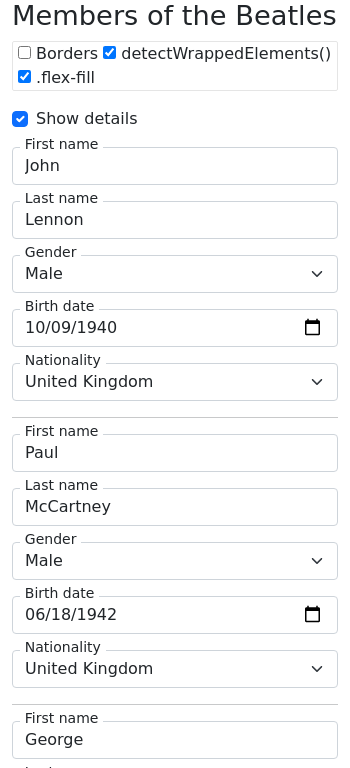 Members of the Beatles
Borders detectWrappedElements()
.flex-fill
Show details
First name
John
Last name
Lennon
Gender
Male
Birth date
10/09/1940
Nationality
United Kingdom
First name
Paul
Last name
McCartney
Gender
Male
Birth date
06/18/1942
Nationality
United Kingdom
First name
George